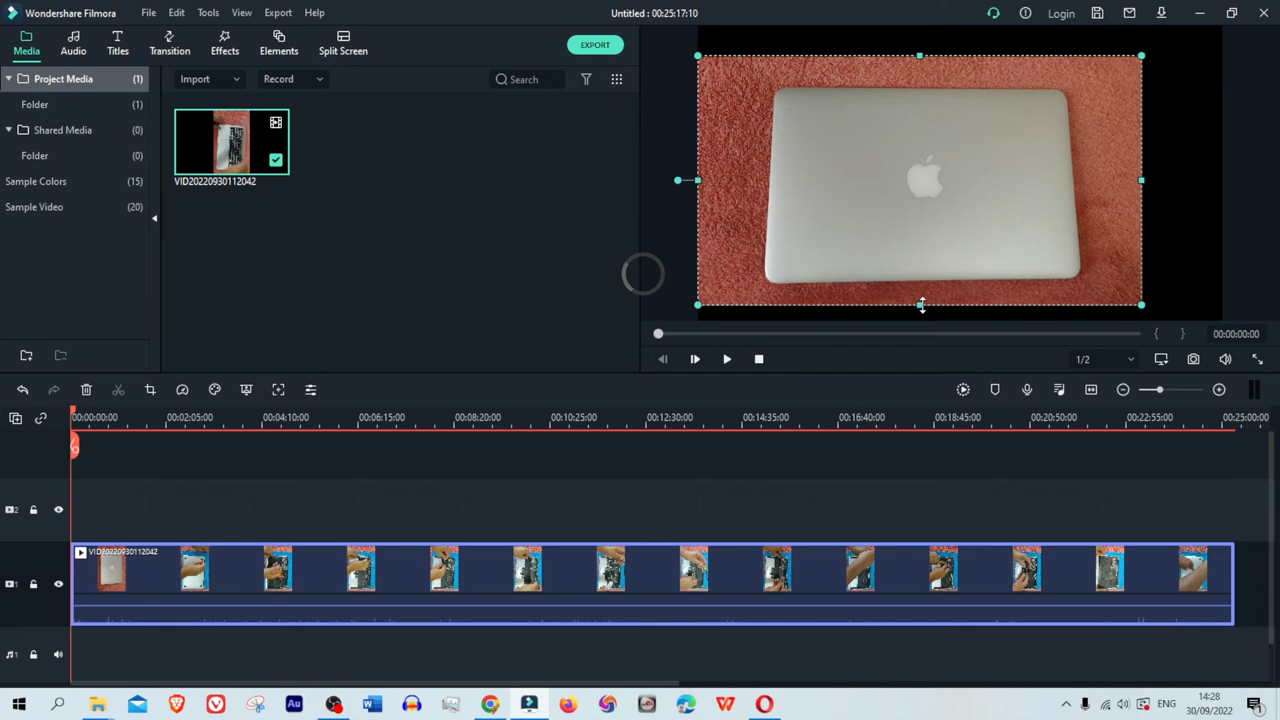 Wondershare Filmora File Edit Tools View Export Help Untitled : 00:25:17:10 Login
Media Audio Titles Transition Effects Elements Split Screen EXPORT
Project Media (1) Import Record Search
Folder (1)
Shared Media (0)
Folder (0)
Sample Colors (15)
Sample Video (20)
VID20220930112042
1/2 00:00:00:00
00:00:00:00 00:02:05:00 00:04:10:00 00:06:15:00 00:08:20:00 00:10:25:00 00:12:30:00 00:14:35:00 00:16:40:00 00:18:45:00 00:20:50:00 00:22:55:00 00:25:00:00
2
VID20220930112042
1
1
Au W ENG 14:28
30/09/2022 1